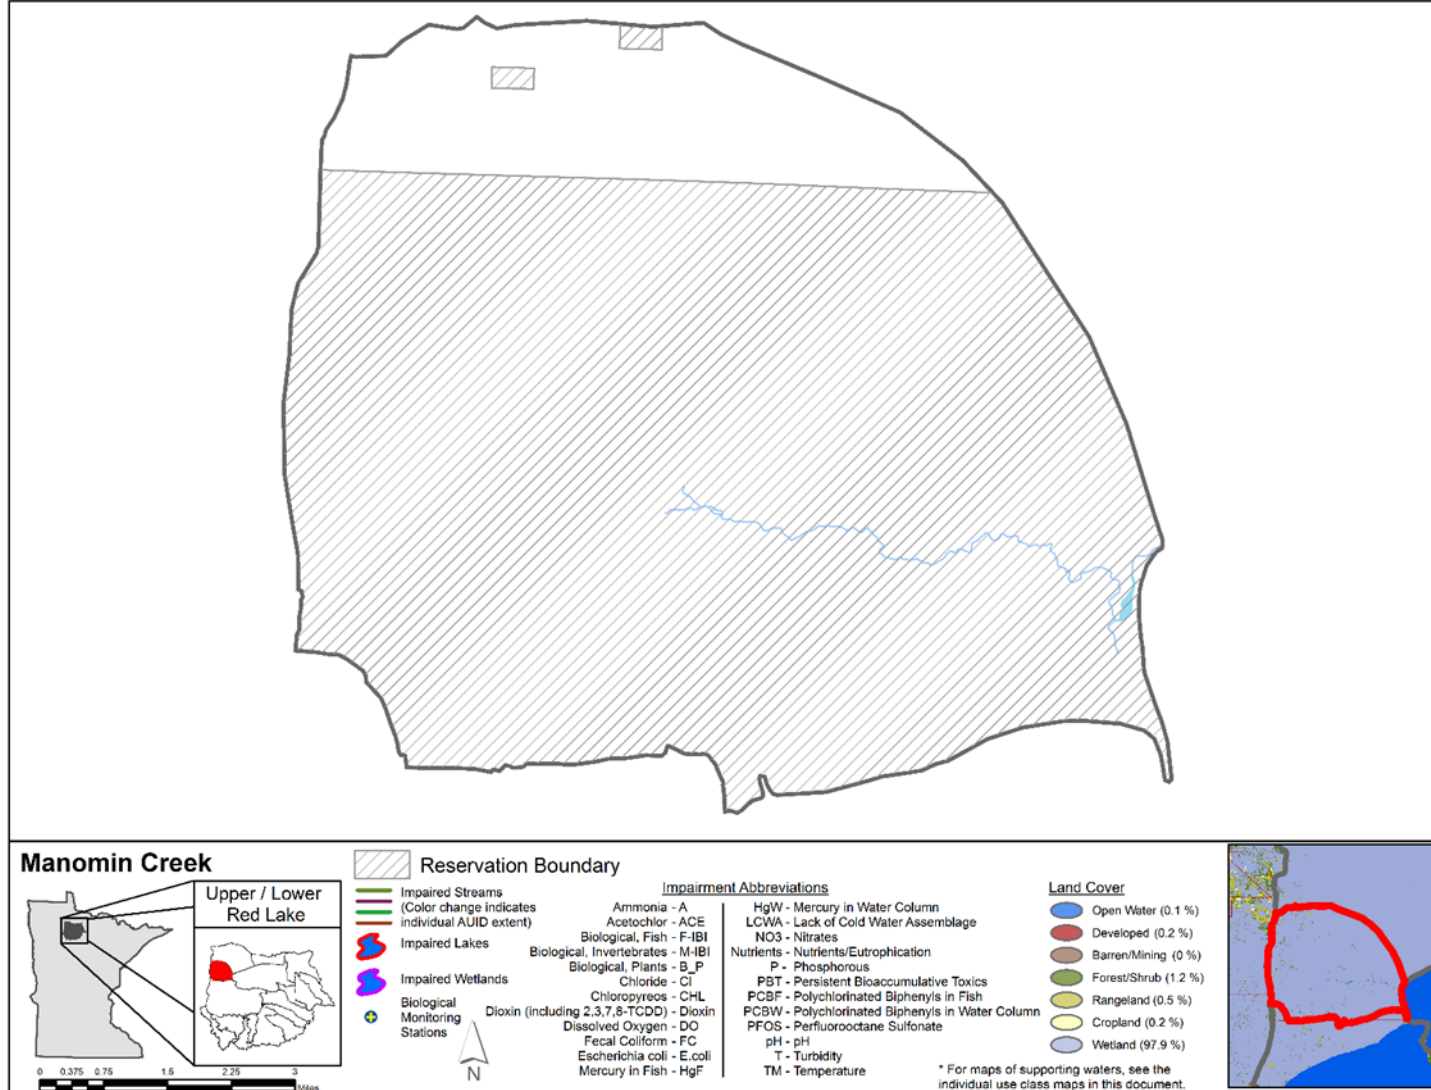 Manomin Creek
Upper / Lower
Red Lake
0 0.375 0.75 1.5 2.25 3
Miles
Reservation Boundary
Impaired Streams
(Color change indicates
individual AUID extent)
Impaired Lakes
Impaired Wetlands
Biological
Monitoring
Stations
N
Impairment Abbreviations
Ammonia - A
Acetochlor - ACE
Biological, Fish - F-IBI
Biological, Invertebrates - M-IBI
Biological, Plants - B_P
Chloride - Cl
Chloropyreos - CHL
Dioxin (including 2,3,7,8-TCDD) - Dioxin
Dissolved Oxygen - DO
Fecal Coliform - FC
Escherichia coli - E.coli
Mercury in Fish - HgF
HgW - Mercury in Water Column
LCWA - Lack of Cold Water Assemblage
NO3 - Nitrates
Nutrients - Nutrients/Eutrophication
P - Phosphorous
PBT - Persistent Bioaccumulative Toxics
PCBF - Polychlorinated Biphenyls in Fish
PCBW - Polychlorinated Biphenyls in Water Column
PFOS - Perfluorooctane Sulfonate
pH - pH
T - Turbidity
TM - Temperature
Land Cover
Open Water (0.1 %)
Developed (0.2 %)
Barren/Mining (0 %)
Forest/Shrub (1.2 %)
Rangeland (0.5 %)
Cropland (0.2 %)
Wetland (97.9 %)
* For maps of supporting waters, see the
individual use class maps in this document.